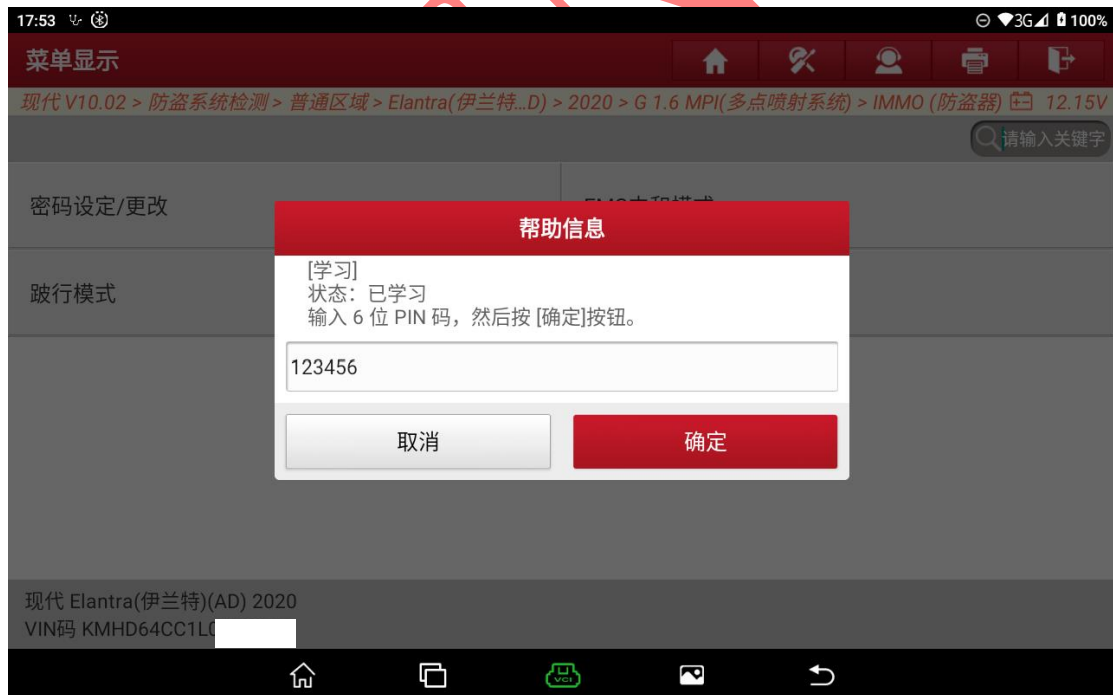 17:53
3G 100%
菜单显示
现代 V10.02 > 防盗系统检测 > 普通区域 > Elantra(伊兰特...D) > 2020 > G 1.6 MPI(多点喷射系统) > IMMO (防盗器) 12.15V
请输入关键字
密码设定/更改
帮助信息
[学习]
状态：已学习
跛行模式
输入 6 位 PIN 码，然后按 [确定]按钮。
123456
取消 确定
现代 Elantra(伊兰特)(AD) 2020
VIN码 KMHD64CC1L
VCI